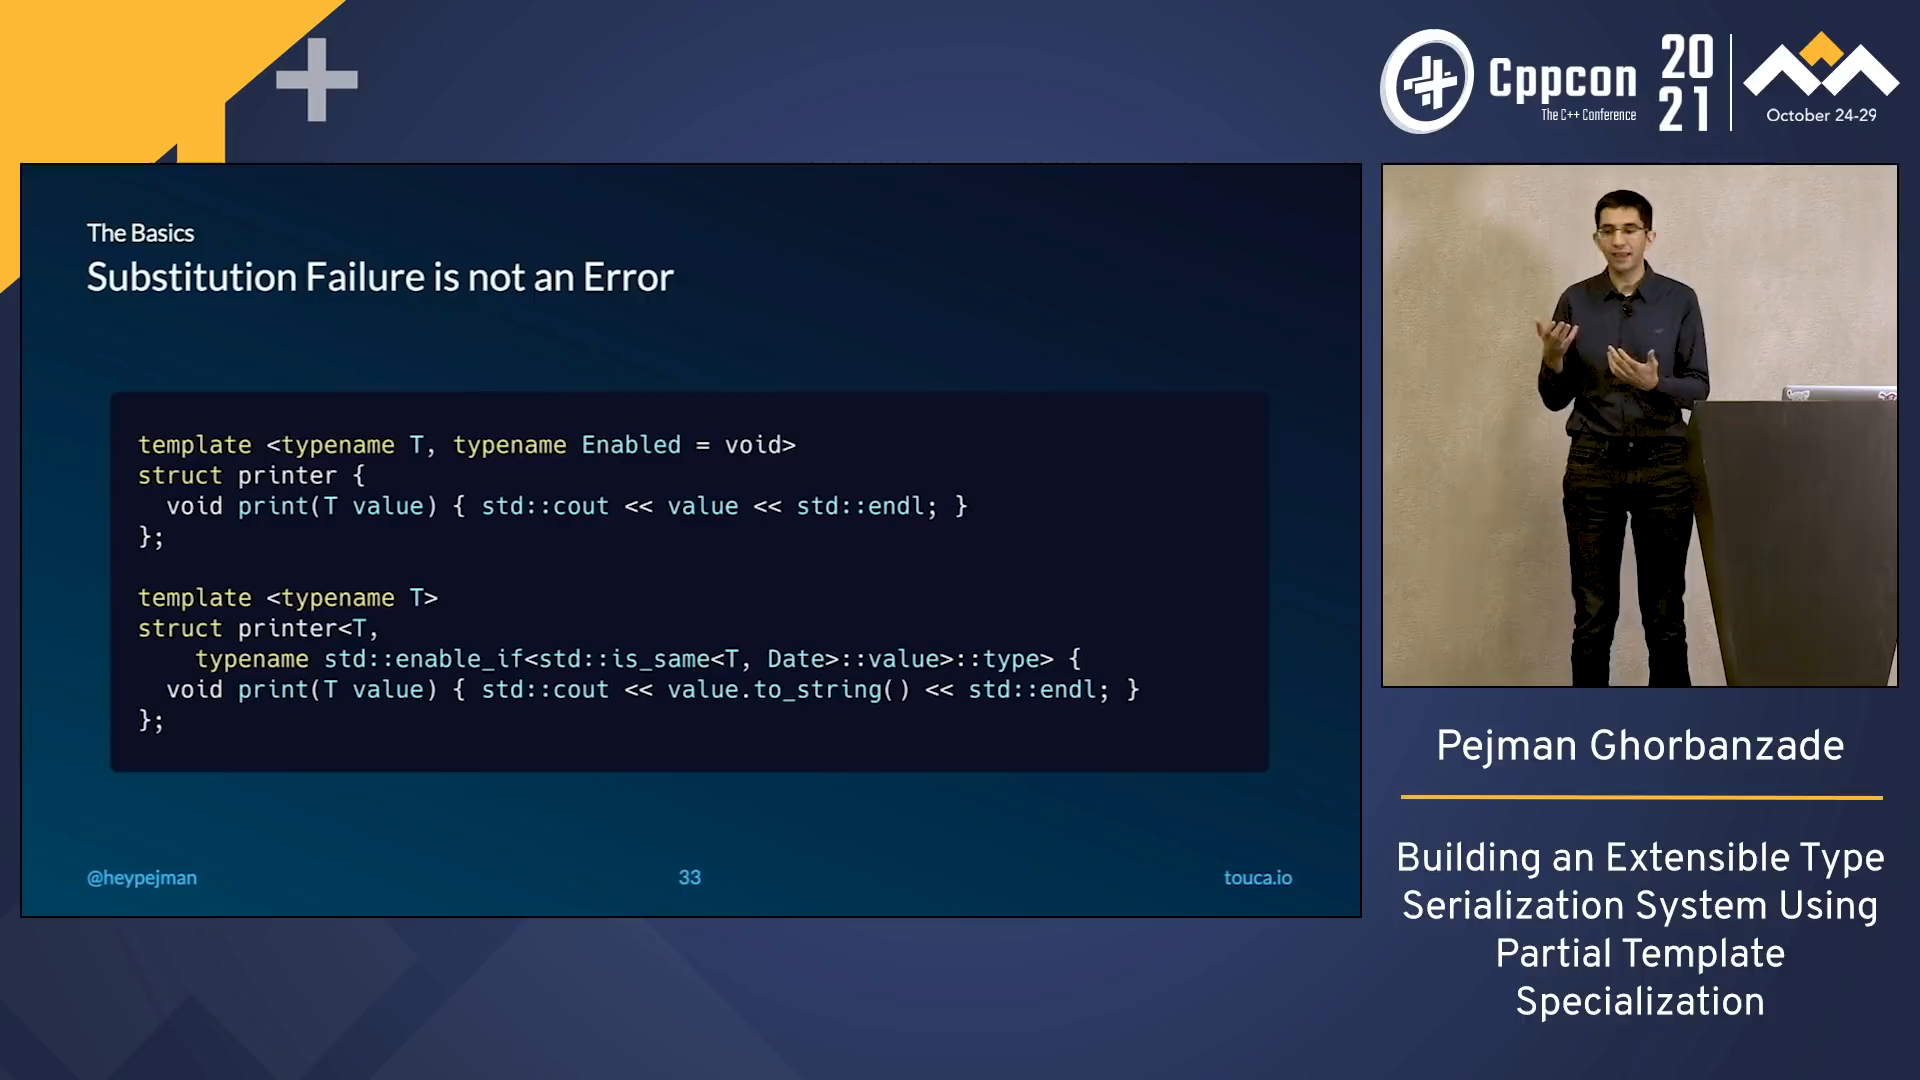 Cppcon
The C++ Conference
20
21
October 24-29
The Basics
Substitution Failure is not an Error
template <typename T, typename Enabled = void>
struct printer {
  void print(T value) { std::cout << value << std::endl; }
};
template <typename T>
struct printer<T,
    typename std::enable_if<std::is_same<T, Date>::value>::type> {
  void print(T value) { std::cout << value.to_string() << std::endl; }
};
@heypejman
33
touca.io
Pejman Ghorbanzade
Building an Extensible Type
Serialization System Using
Partial Template
Specialization